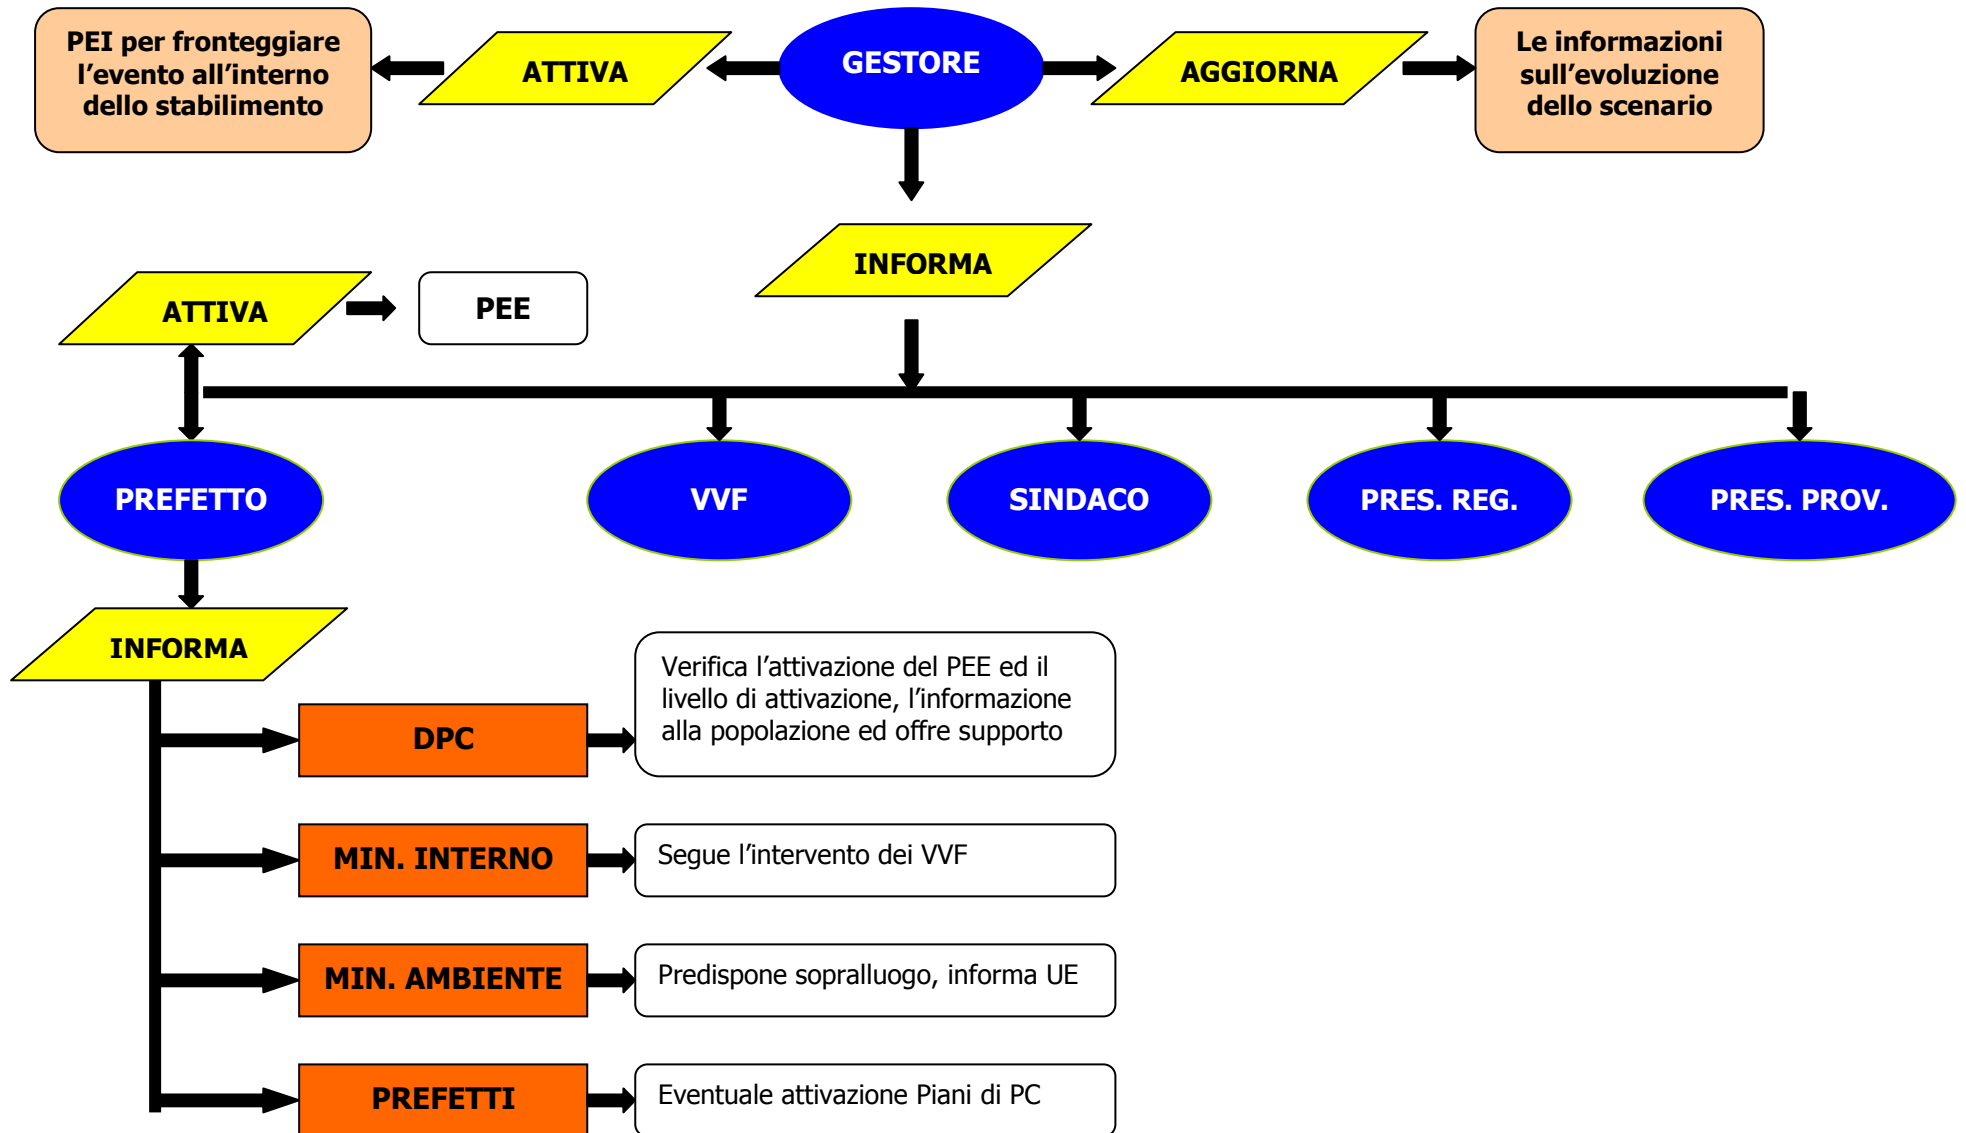 PEI per fronteggiare
l’evento all’interno
dello stabilimento
ATTIVA
GESTORE
AGGIORNA
Le informazioni
sull’evoluzione
dello scenario
INFORMA
ATTIVA
PEE
PREFETTO
VVF
SINDACO
PRES. REG.
PRES. PROV.
INFORMA
DPC
Verifica l’attivazione del PEE ed il
livello di attivazione, l’informazione
alla popolazione ed offre supporto
MIN. INTERNO
Segue l’intervento dei VVF
MIN. AMBIENTE
Predispone sopralluogo, informa UE
PREFETTI
Eventuale attivazione Piani di PC